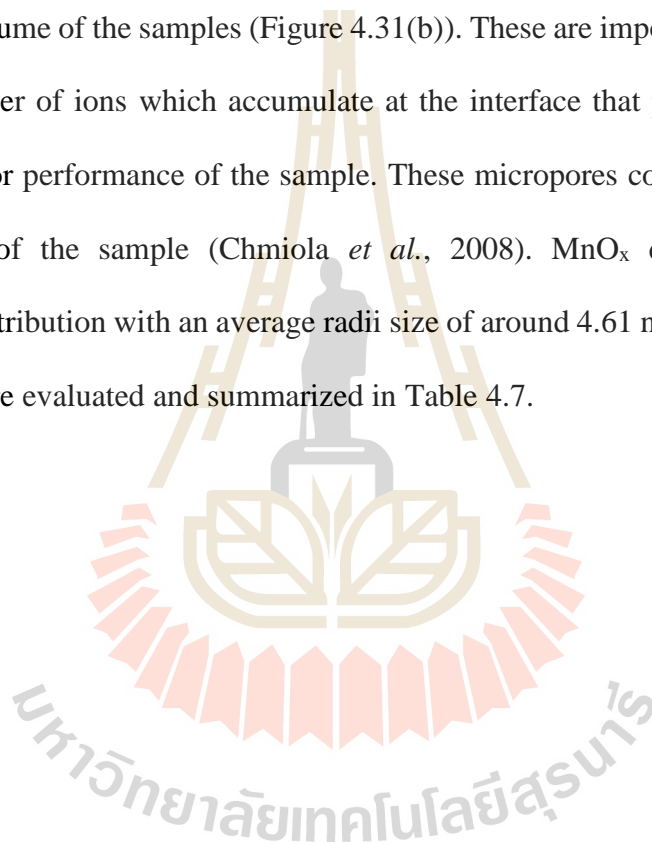 ume of the samples (Figure 4.31(b)). These are impo
er of ions which accumulate at the interface that
or performance of the sample. These micropores co
of the sample (Chmiola et al., 2008). MnOx
tribution with an average radii size of around 4.61 n
e evaluated and summarized in Table 4.7.
มหาวิทยาลัยเทคโนโลยีสุรนารี